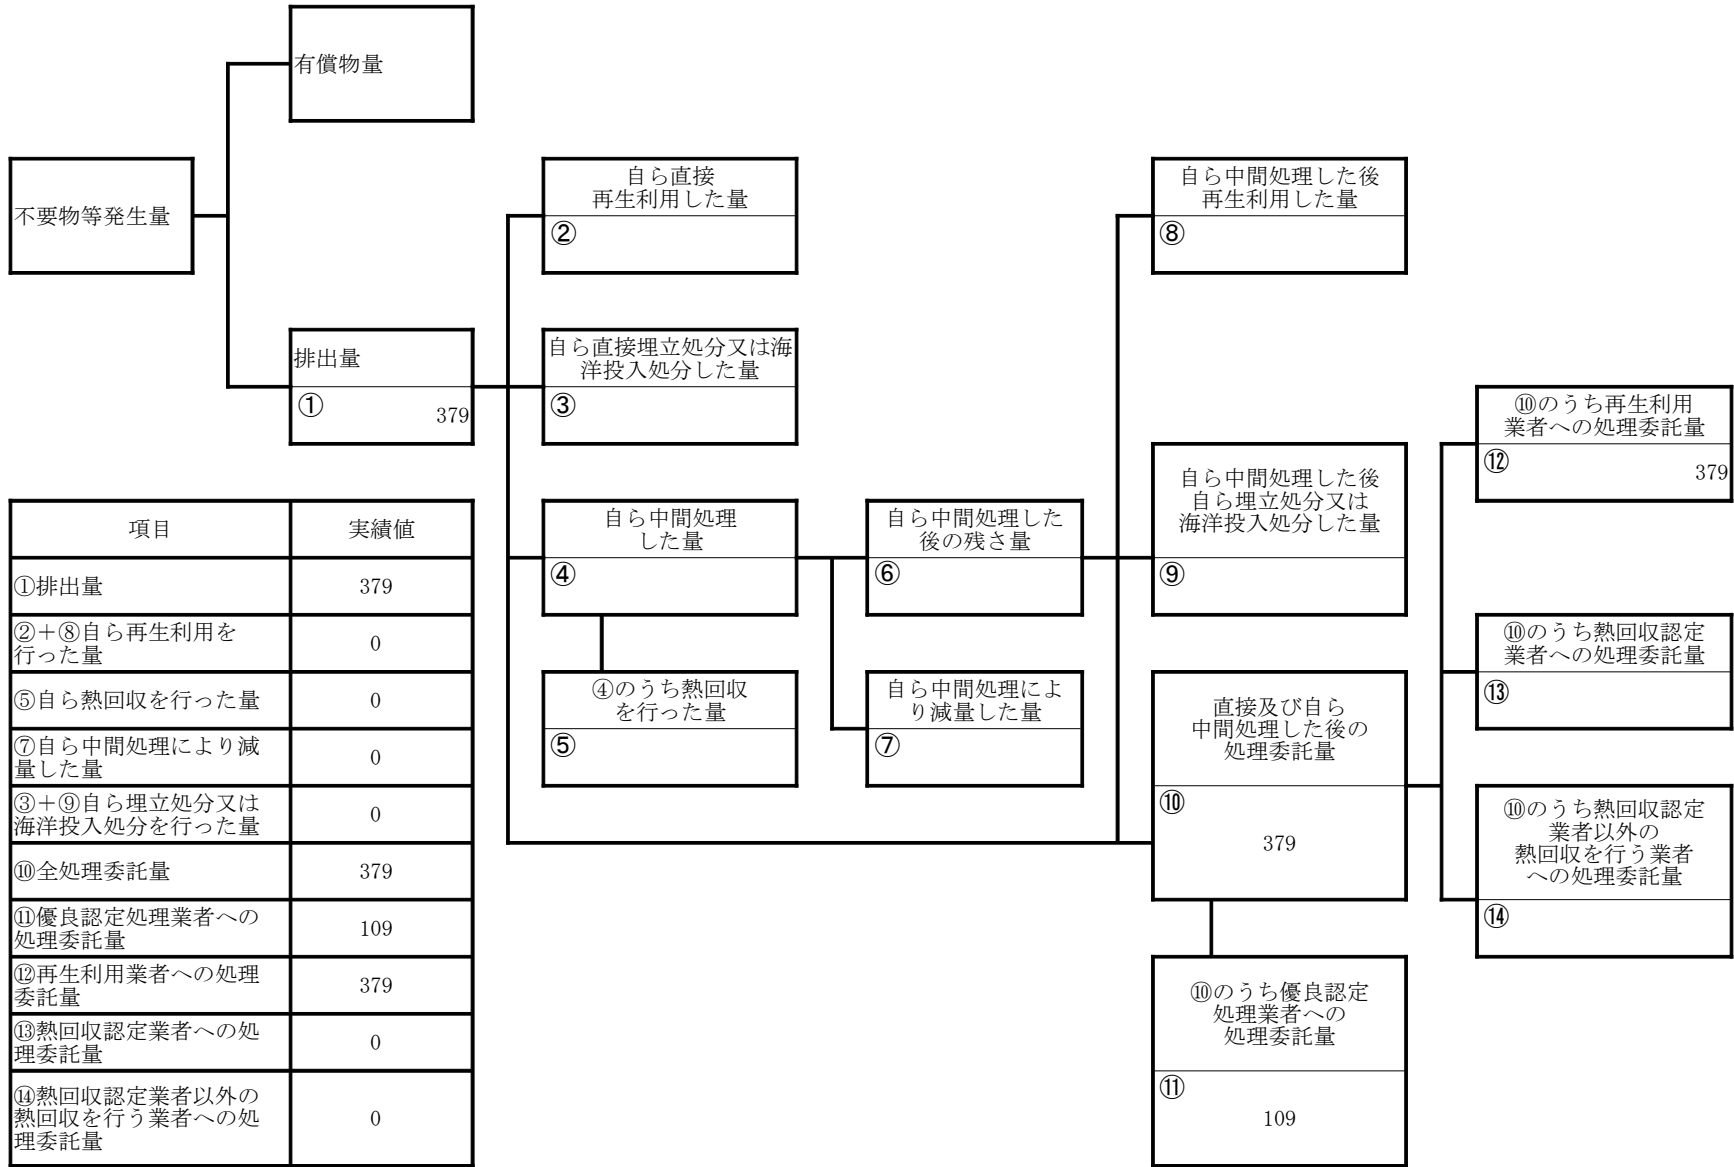 有償物量
不要物等発生量
自ら直接
再生利用した量
②
自ら中間処理した後
再生利用した量
⑧
排出量
①
379
自ら直接埋立処分又は海
洋投入処分した量
③
⑩のうち再生利用
業者への処理委託量
⑫
379
自ら中間処理した後
自ら埋立処分又は
海洋投入処分した量
⑨
自ら中間処理
した量
④
自ら中間処理した
後の残さ量
⑥
④のうち熱回収
を行った量
⑤
自ら中間処理によ
り減量した量
⑦
直接及び自ら
中間処理した後の
処理委託量
⑩
379
⑩のうち熱回収認定
業者への処理委託量
⑬
⑩のうち熱回収認定
業者以外の
熱回収を行う業者
への処理委託量
⑭
⑩のうち優良認定
処理業者への
処理委託量
⑪
109
項目 実績値
①排出量 379
②+⑧自ら再生利用を
行った量 0
⑤自ら熱回収を行った量 0
⑦自ら中間処理により減
量した量 0
③+⑨自ら埋立処分又は
海洋投入処分を行った量 0
⑩全処理委託量 379
⑪優良認定処理業者への
処理委託量 109
⑫再生利用業者への処理
委託量 379
⑬熱回収認定業者への処
理委託量 0
⑭熱回収認定業者以外の
熱回収を行う業者への処
理委託量 0